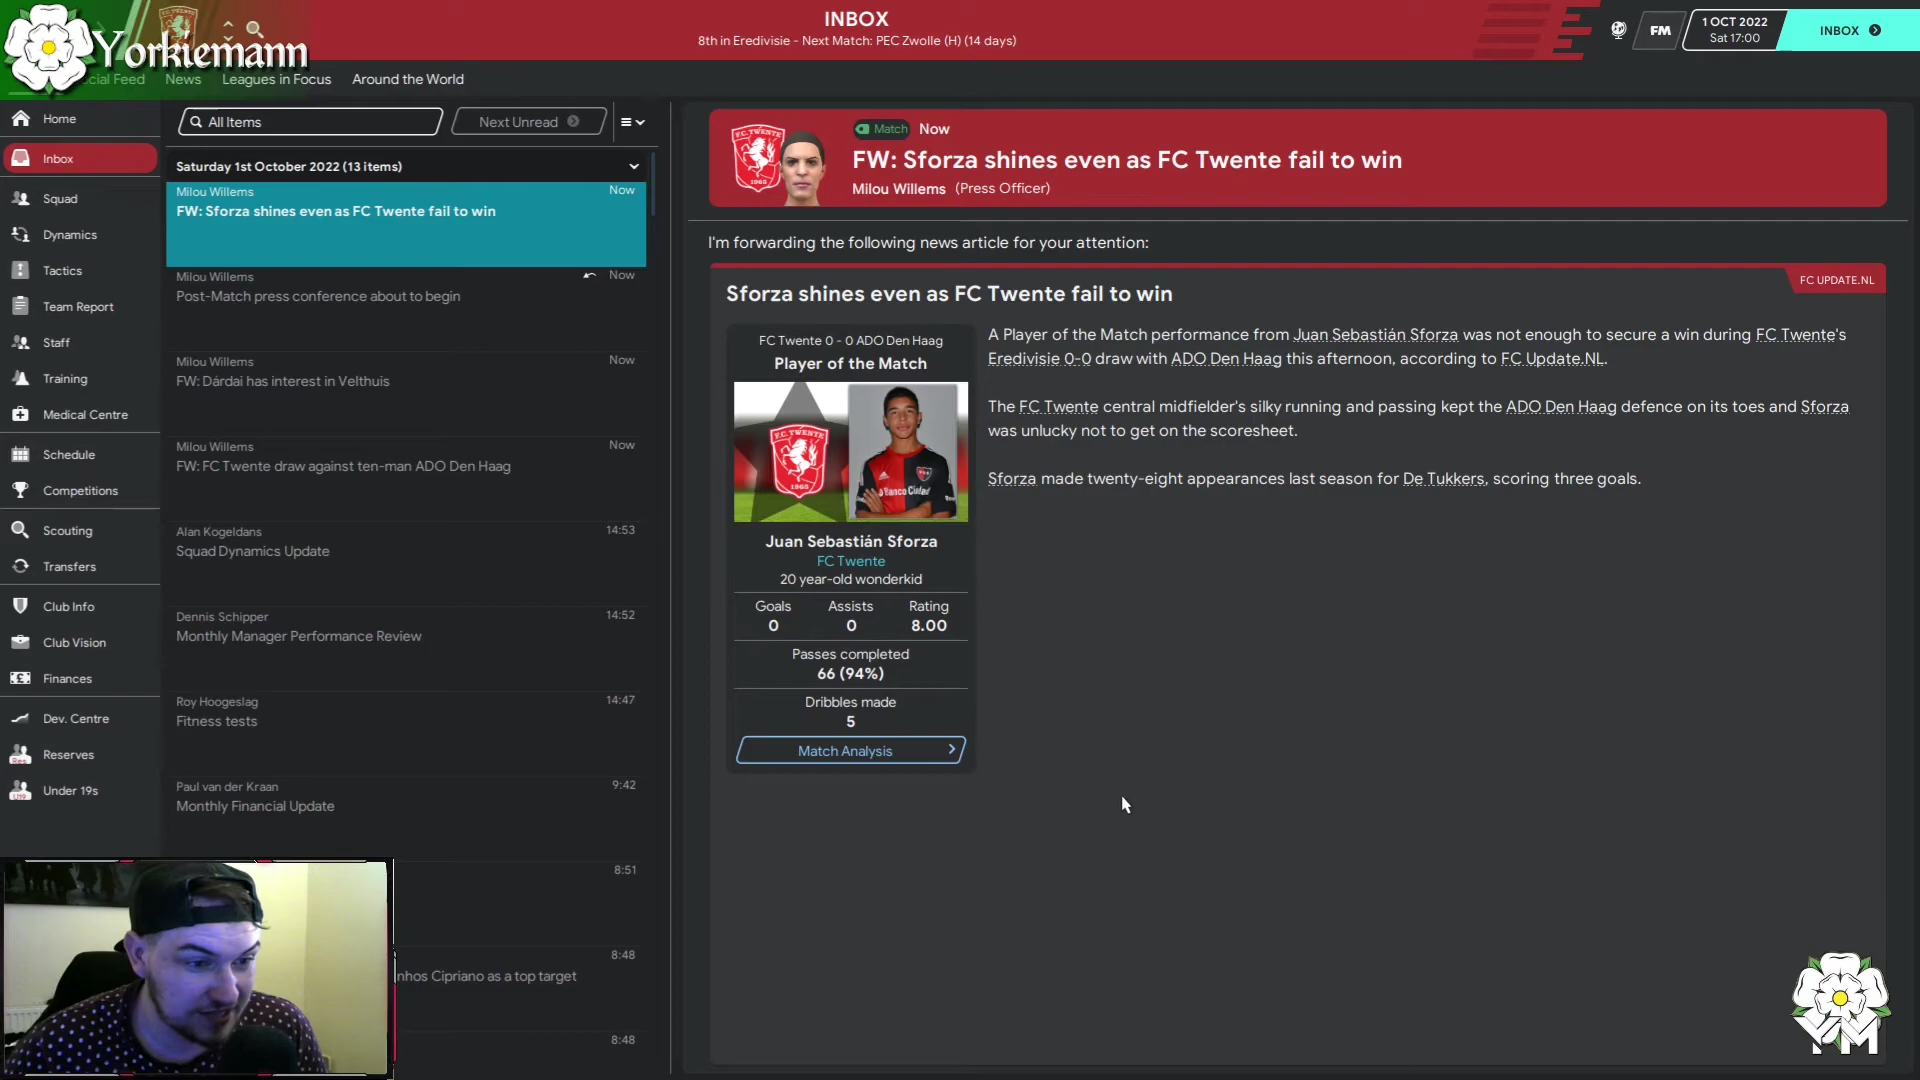 INBOX
8th in Eredivisie - Next Match: PEC Zwolle (H) (14 days)
FM
1 OCT 2022
Sat 17:00
INBOX
Yorkiemann
cial Feed
News
Leagues in Focus
Around the World
Home
Inbox
Squad
Dynamics
Tactics
Team Report
Staff
Training
Medical Centre
Schedule
Competitions
Scouting
Transfers
Club Info
Club Vision
Finances
Dev. Centre
Reserves
Under 19s
All Items
Next Unread
Saturday 1st October 2022 (13 items)
Milou Willems
Now
FW: Sforza shines even as FC Twente fail to win
Milou Willems
Now
Post-Match press conference about to begin
Milou Willems
Now
FW: Dárdai has interest in Velthuis
Milou Willems
Now
FW: FC Twente draw against ten-man ADO Den Haag
Alan Kogeldans
14:53
Squad Dynamics Update
Dennis Schipper
14:52
Monthly Manager Performance Review
Roy Hoogeslag
14:47
Fitness tests
Paul van der Kraan
9:42
Monthly Financial Update
8:51
8:48
nhos Cipriano as a top target
8:48
Match
Now
FW: Sforza shines even as FC Twente fail to win
Milou Willems (Press Officer)
I'm forwarding the following news article for your attention:
FC UPDATE.NL
Sforza shines even as FC Twente fail to win
FC Twente 0 - 0 ADO Den Haag
Player of the Match
F.C. TWENTE
1965
Juan Sebastián Sforza
FC Twente
20 year-old wonderkid
Goals
Assists
Rating
0
0
8.00
Passes completed
66 (94%)
Dribbles made
5
Match Analysis
A Player of the Match performance from Juan Sebastián Sforza was not enough to secure a win during FC Twente's
Eredivisie 0-0 draw with ADO Den Haag this afternoon, according to FC Update.NL.
The FC Twente central midfielder's silky running and passing kept the ADO Den Haag defence on its toes and Sforza
was unlucky not to get on the scoresheet.
Sforza made twenty-eight appearances last season for De Tukkers, scoring three goals.
YM